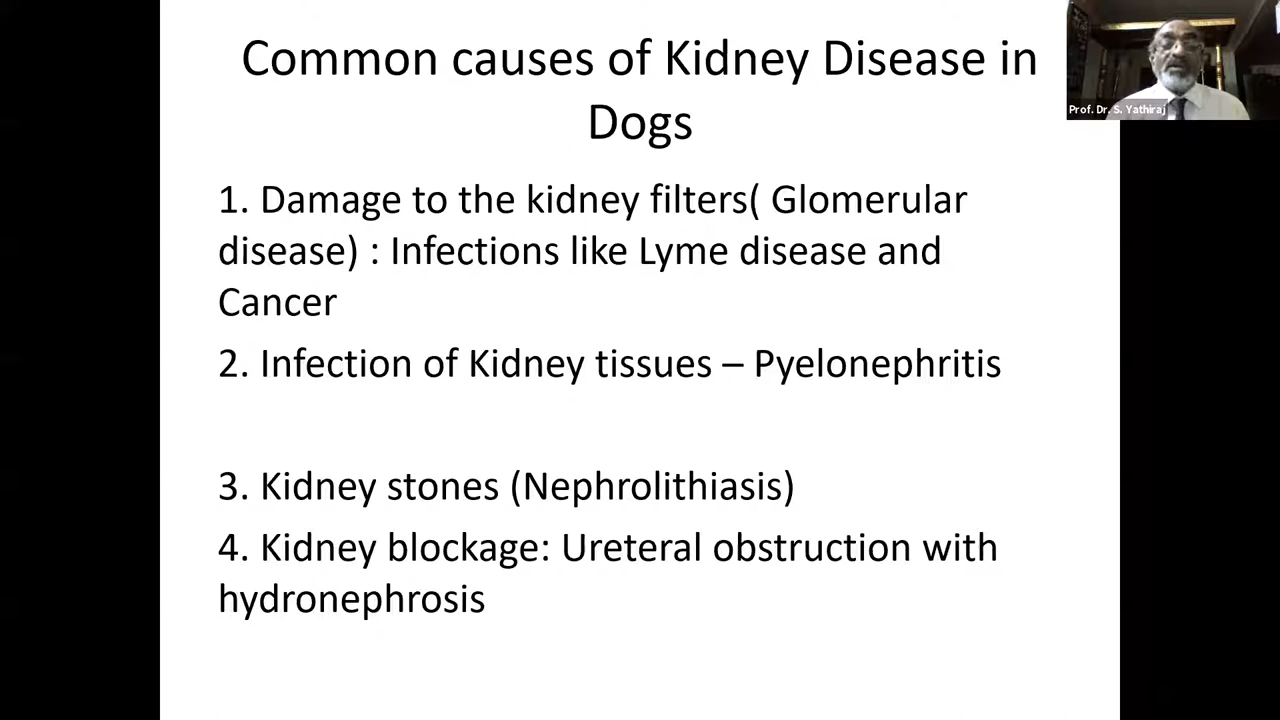 Common causes of Kidney Disease in
Dogs
Prof. Dr. S. Yathiraj
1. Damage to the kidney filters( Glomerular
disease) : Infections like Lyme disease and
Cancer
2. Infection of Kidney tissues – Pyelonephritis
3. Kidney stones (Nephrolithiasis)
4. Kidney blockage: Ureteral obstruction with
hydronephrosis